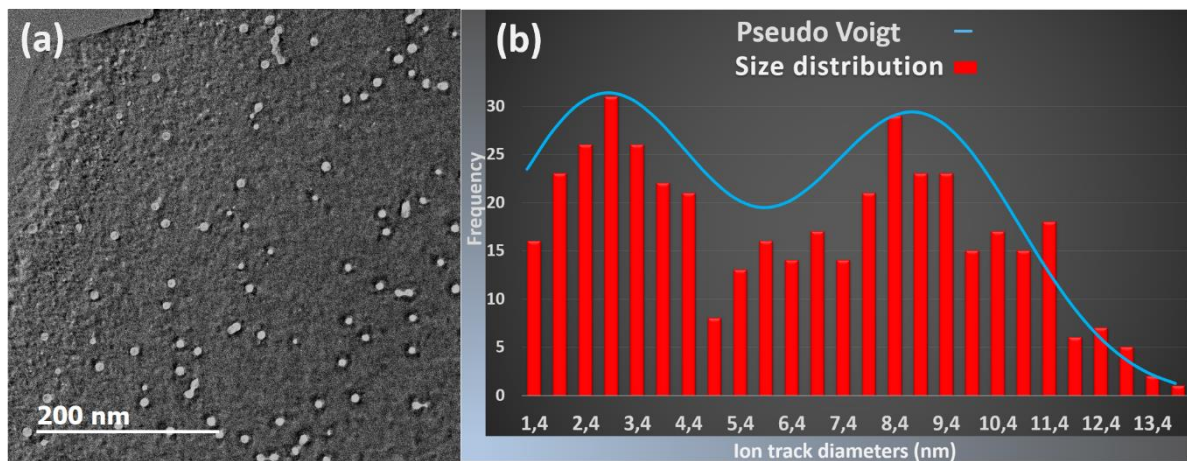 (a)
200 nm
(b)
Pseudo Voigt
Size distribution
Frequency
30
25
20
15
10
5
0
1,4 2,4 3,4 4,4 5,4 6,4 7,4 8,4 9,4 10,4 11,4 12,4 13,4
Ion track diameters (nm)